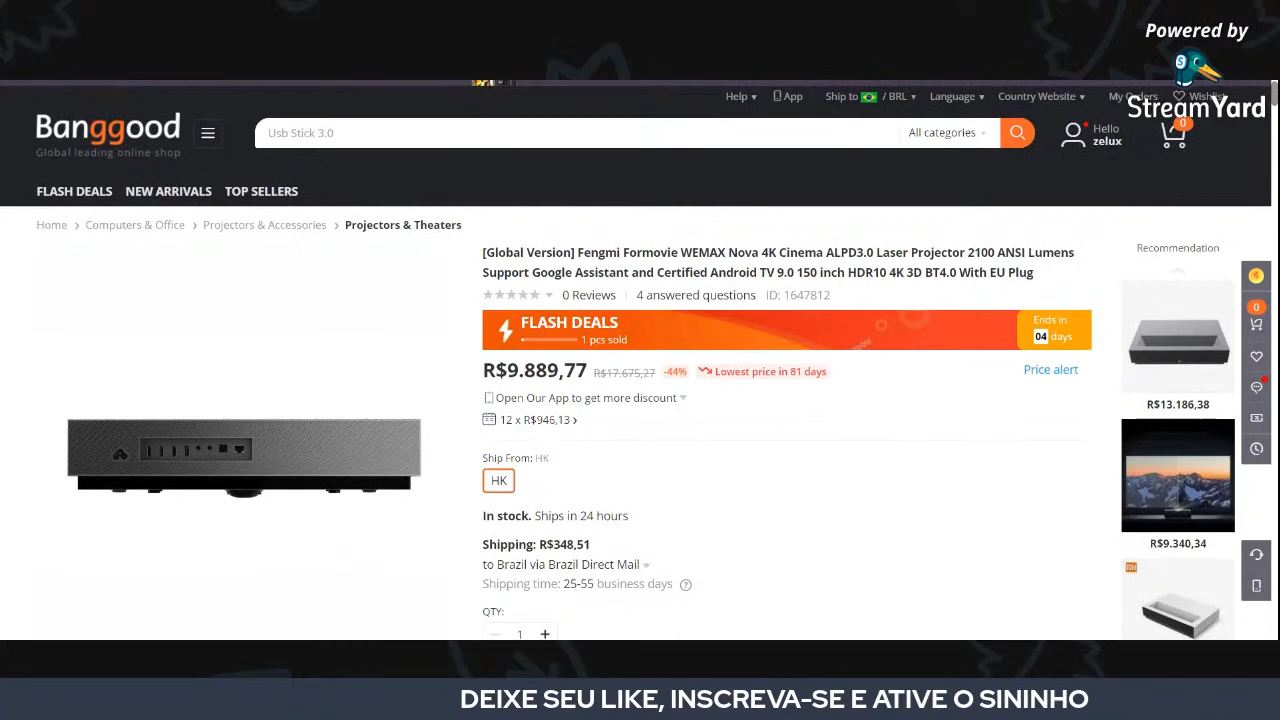 Powered by
StreamYard
Help
App
Ship to / BRL
Language
Country Website
My Orders
Wishlist
Banggood
Global leading online shop
Usb Stick 3.0
All categories
Hello
zelux
0
FLASH DEALS
NEW ARRIVALS
TOP SELLERS
Home > Computers & Office > Projectors & Accessories > Projectors & Theaters
[Global Version] Fengmi Formovie WEMAX Nova 4K Cinema ALPD3.0 Laser Projector 2100 ANSI Lumens
Support Google Assistant and Certified Android TV 9.0 150 inch HDR10 4K 3D BT4.0 With EU Plug
0 Reviews
4 answered questions
ID: 1647812
FLASH DEALS
1 pcs sold
Ends in
04 days
R$9.889,77
R$17.675,27
-44%
Lowest price in 81 days
Price alert
Open Our App to get more discount
12 x R$946,13 >
Ship From: HK
HK
In stock. Ships in 24 hours
Shipping: R$348,51
to Brazil via Brazil Direct Mail
Shipping time: 25-55 business days ?
QTY:
− 1 +
Recommendation
R$13.186,38
R$9.340,34
mi
0
DEIXE SEU LIKE, INSCREVA-SE E ATIVE O SININHO